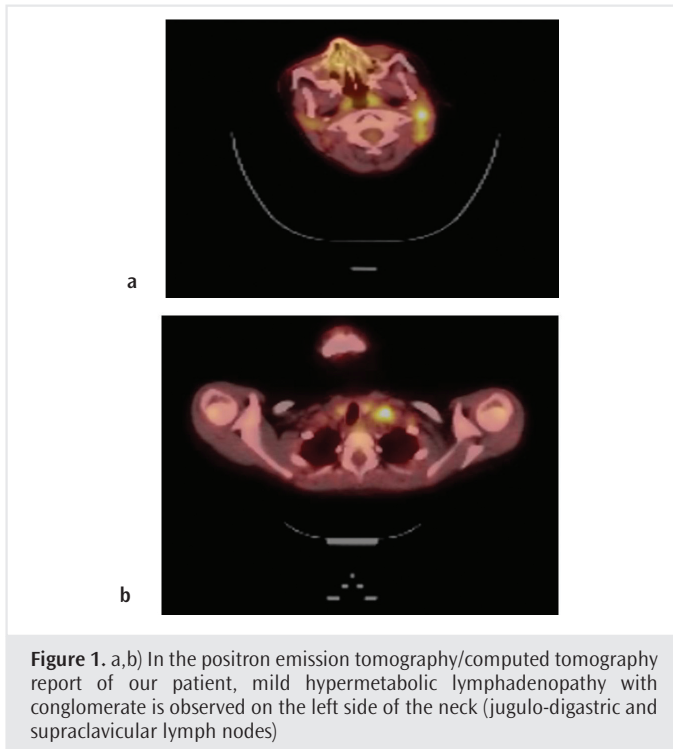 a
b
Figure 1. a,b) In the positron emission tomography/computed tomography
report of our patient, mild hypermetabolic lymphadenopathy with
conglomerate is observed on the left side of the neck (jugulo-digastric and
supraclavicular lymph nodes)